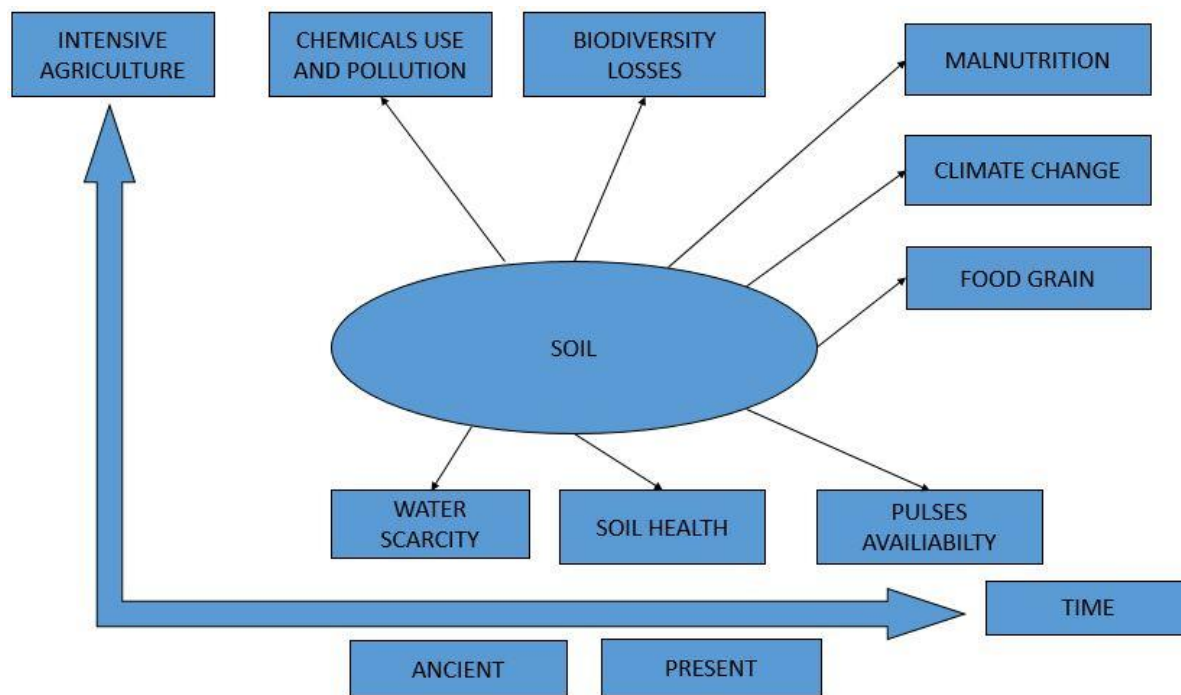 INTENSIVE
AGRICULTURE
CHEMICALS USE
AND POLLUTION
BIODIVERSITY
LOSSES
MALNUTRITION
CLIMATE CHANGE
FOOD GRAIN
SOIL
WATER
SCARCITY
SOIL HEALTH
PULSES
AVAILIABILTY
TIME
ANCIENT
PRESENT